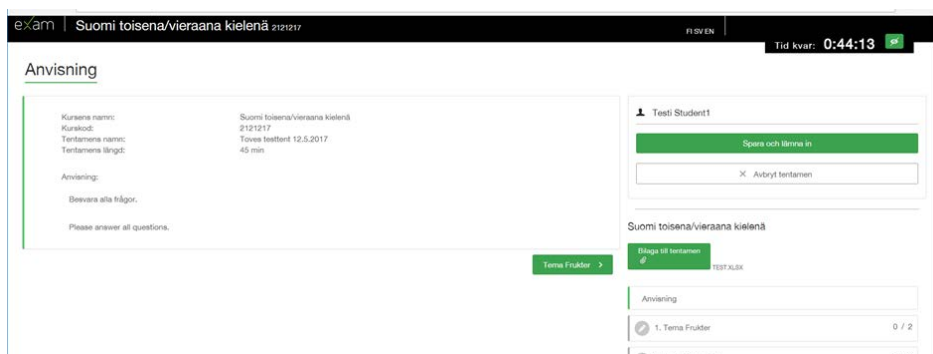 exam Suomi toisena/vieraana kielenä 2121217
FI SV EN
Tid kvar: 0:44:13
Anvisning
Kursens namn: Suomi toisena/vieraana kielenä
Kurskod: 2121217
Tentamens namn: Toves testtent 12.5.2017
Tentamens längd: 45 min
Anvisning:
Besvara alla frågor.
Please answer all questions.
Tema Frukter >
Testi Student1
Spara och lämna in
× Avbryt tentamen
Suomi toisena/vieraana kielenä
Bilaga till tentamen
TEST.XLSX
Anvisning
1. Tema Frukter 0 / 2